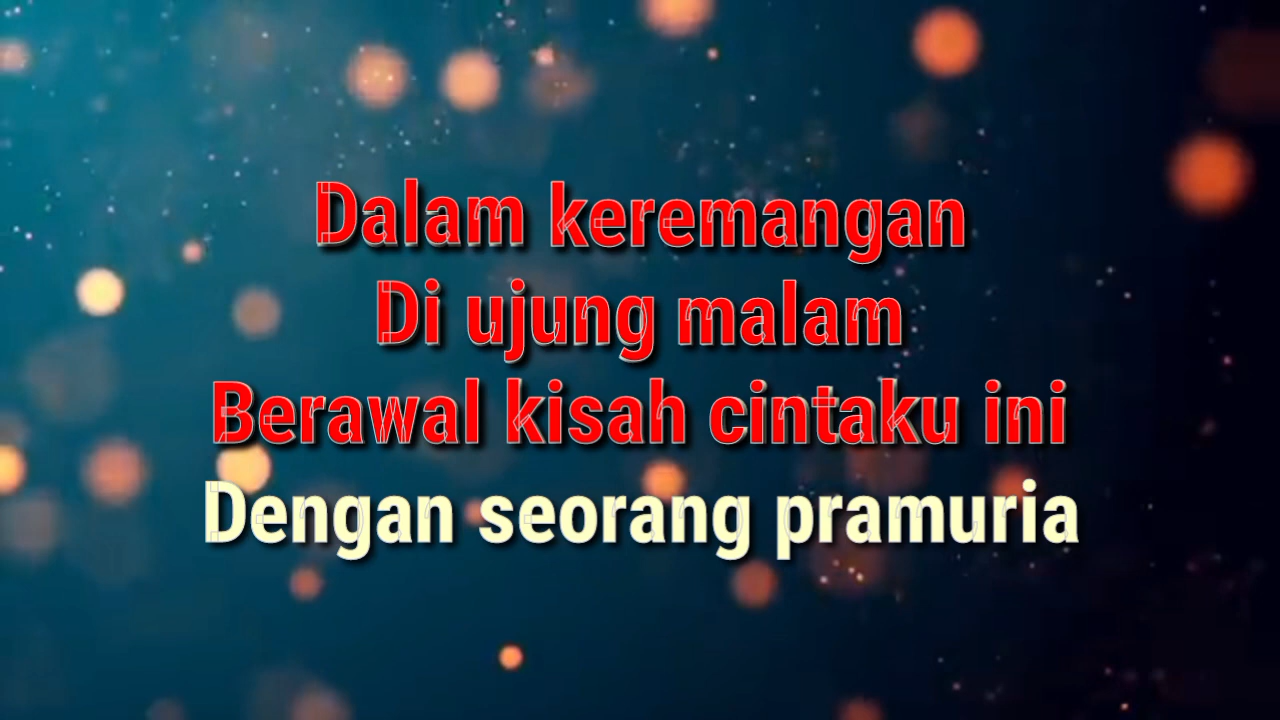 Dalam keremangan
Di ujung malam
Berawal kisah cintaku ini
Dengan seorang pramuria